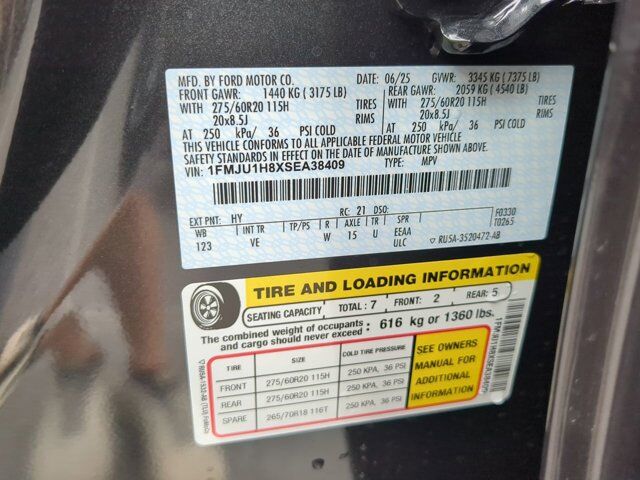 MFD. BY FORD MOTOR CO. DATE: 06/25 GVWR: 3345 KG ( 7375 LB)
FRONT GAWR: 1440 KG ( 3175 LB) REAR GAWR: 2059 KG ( 4540 LB)
WITH 275/60R20 115H TIRES WITH 275/60R20 115H TIRES
20x8.5J RIMS 20x8.5J RIMS
AT 250 kPa/ 36 PSI COLD AT 250 kPa/ 36 PSI COLD
THIS VEHICLE CONFORMS TO ALL APPLICABLE FEDERAL MOTOR VEHICLE
SAFETY STANDARDS IN EFFECT ON THE DATE OF MANUFACTURE SHOWN ABOVE.
VIN: 1FMJU1H8XSEA38409 TYPE: MPV
EXT PNT: HY RC: 21 DSO:
WB INT TR TP/PS R AXLE TR SPR F0330
123 VE W 15 U EEAA T0265
ULC ▽ RU5A-3520472-AB
TIRE AND LOADING INFORMATION
SEATING CAPACITY TOTAL: 7 FRONT: 2 REAR: 5
The combined weight of occupants and cargo should never exceed : 616 kg or 1360 lbs.
TIRE SIZE COLD TIRE PRESSURE
FRONT 275/60R20 115H 250 KPA, 36 PSI
REAR 275/60R20 115H 250 KPA, 36 PSI
SPARE 265/70R18 116T 250 KPA, 36 PSI
SEE OWNERS
MANUAL FOR
ADDITIONAL
INFORMATION